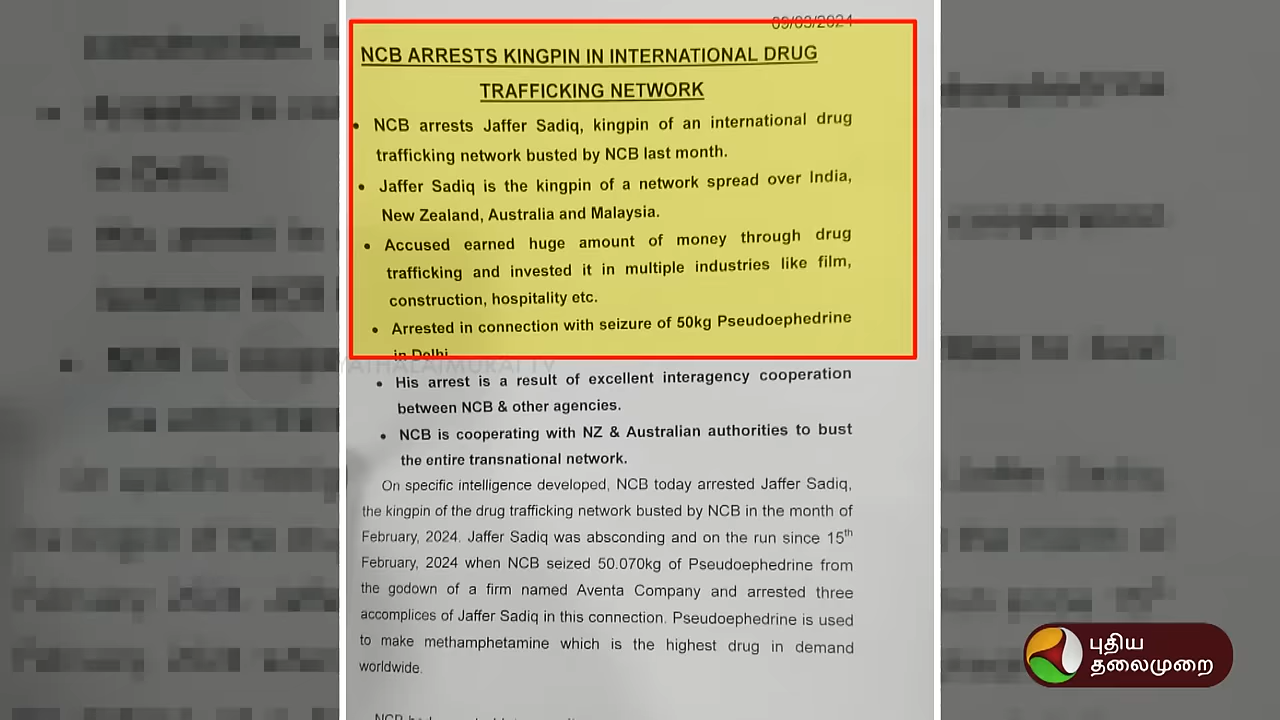 09/03/2024
NCB ARRESTS KINGPIN IN INTERNATIONAL DRUG
TRAFFICKING NETWORK
• NCB arrests Jaffer Sadiq, kingpin of an international drug
trafficking network busted by NCB last month.
• Jaffer Sadiq is the kingpin of a network spread over India,
New Zealand, Australia and Malaysia.
• Accused earned huge amount of money through drug
trafficking and invested it in multiple industries like film,
construction, hospitality etc.
• Arrested in connection with seizure of 50kg Pseudoephedrine
in Delhi
• His arrest is a result of excellent interagency cooperation
between NCB & other agencies.
• NCB is cooperating with NZ & Australian authorities to bust
the entire transnational network.
On specific intelligence developed, NCB today arrested Jaffer Sadiq,
the kingpin of the drug trafficking network busted by NCB in the month of
February, 2024. Jaffer Sadiq was absconding and on the run since 15th
February, 2024 when NCB seized 50.070kg of Pseudoephedrine from
the godown of a firm named Aventa Company and arrested three
accomplices of Jaffer Sadiq in this connection. Pseudoephedrine is used
to make methamphetamine which is the highest drug in demand
worldwide.
புதிய
தலைமுறை